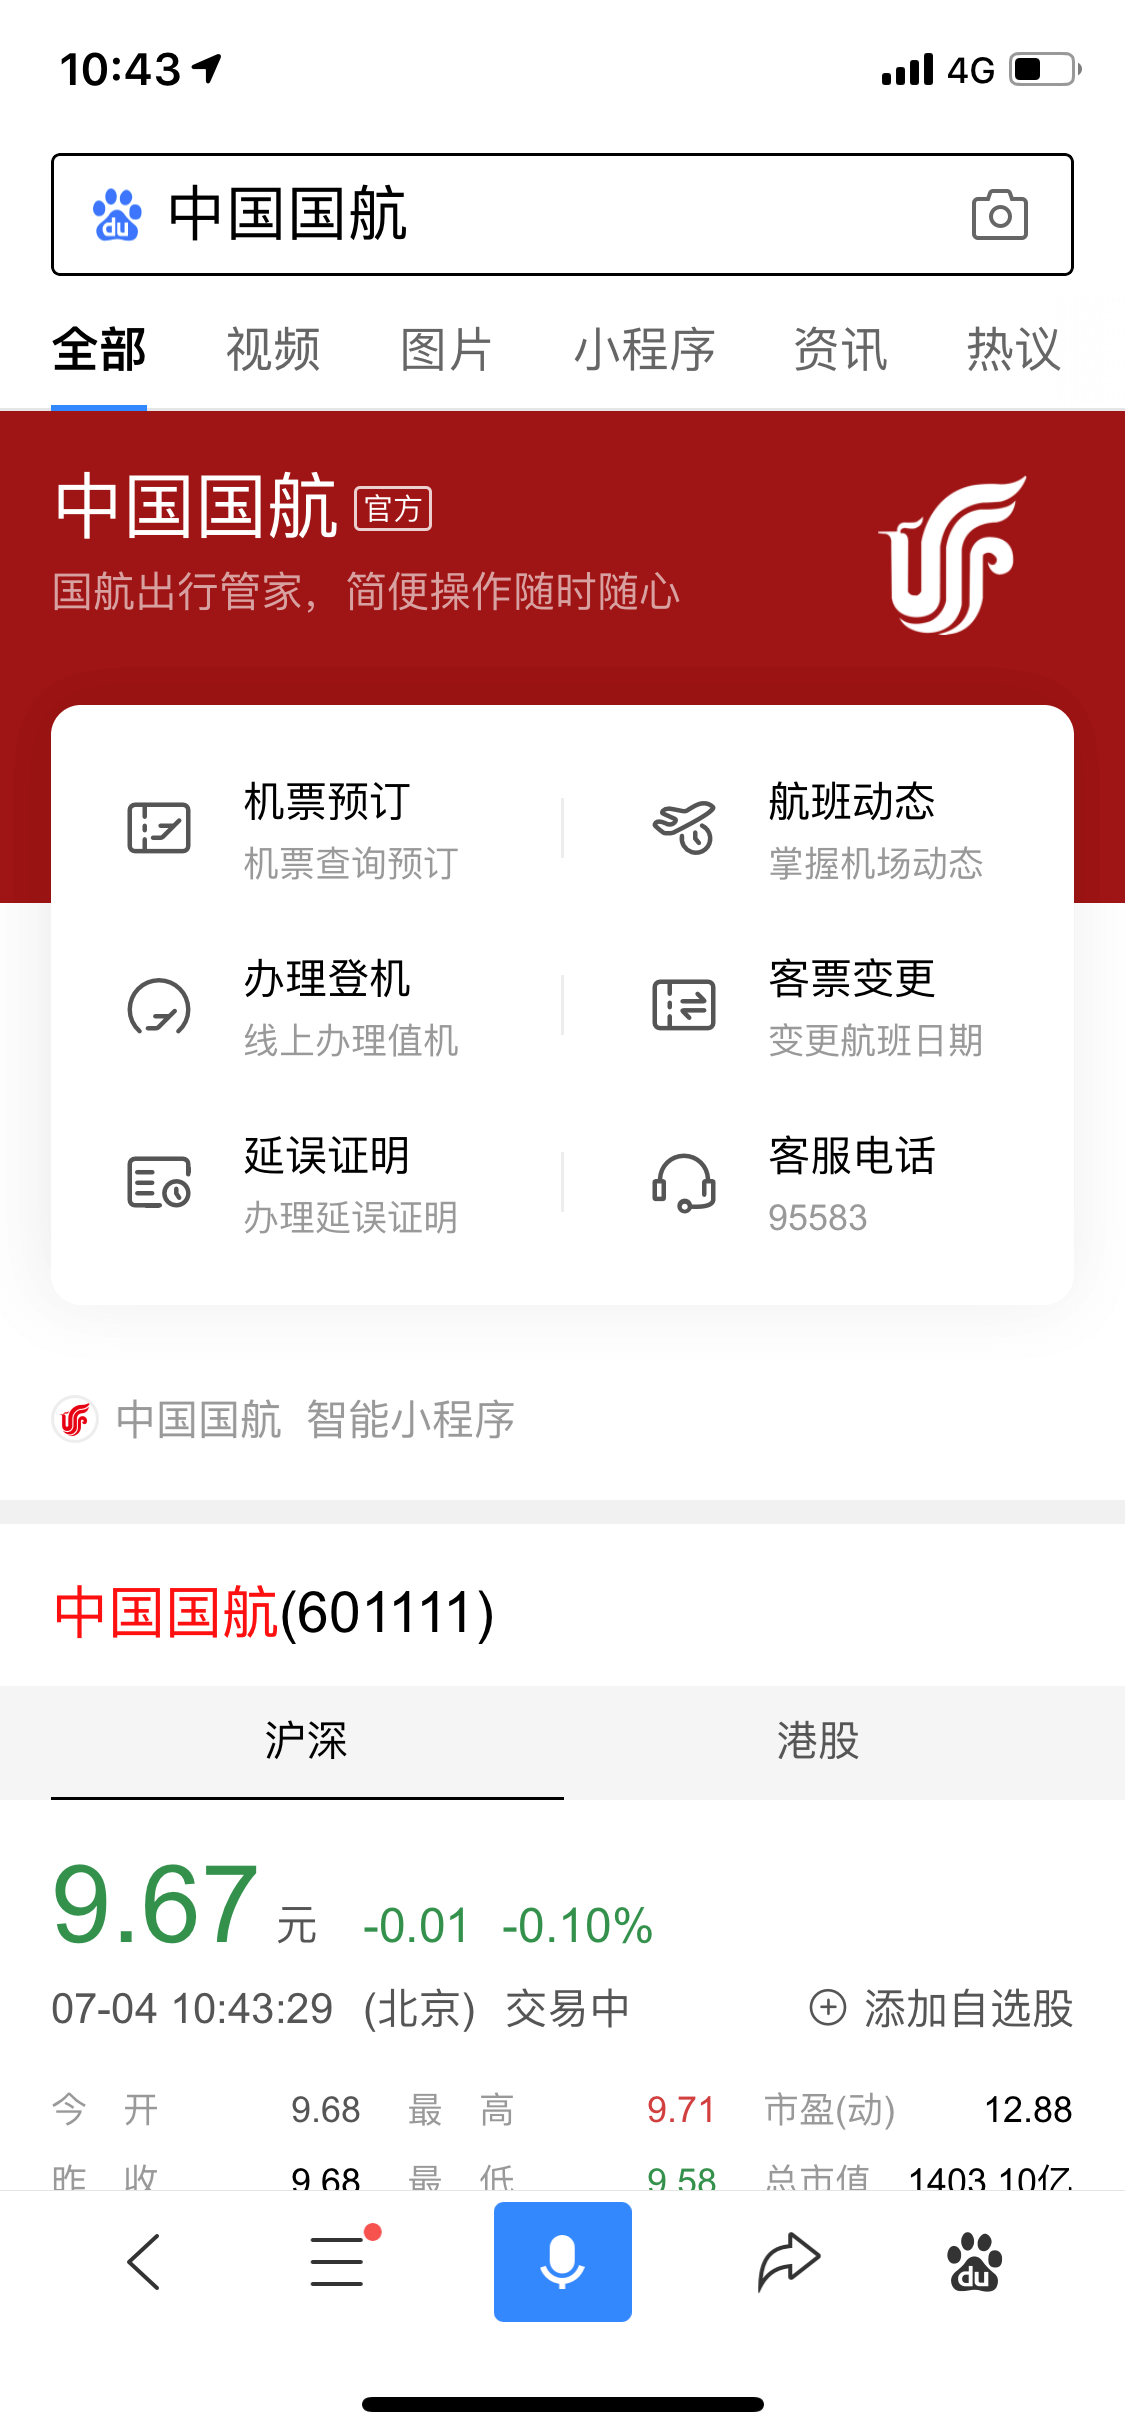 10:43 4G
du 中国国航
全部 视频 图片 小程序 资讯 热议
中国国航 官方
国航出行管家，简便操作随时随心
机票预订 航班动态
机票查询预订 掌握机场动态
办理登机 客票变更
线上办理值机 变更航班日期
延误证明 客服电话
办理延误证明 95583
中国国航 智能小程序
中国国航(601111)
沪深 港股
9.67 元 -0.01 -0.10%
07-04 10:43:29 (北京) 交易中 添加自选股
今 开 9.68 最 高 9.71 市盈(动) 12.88
昨 收 9.68 最 低 9.58 总市值 1403.10亿
du